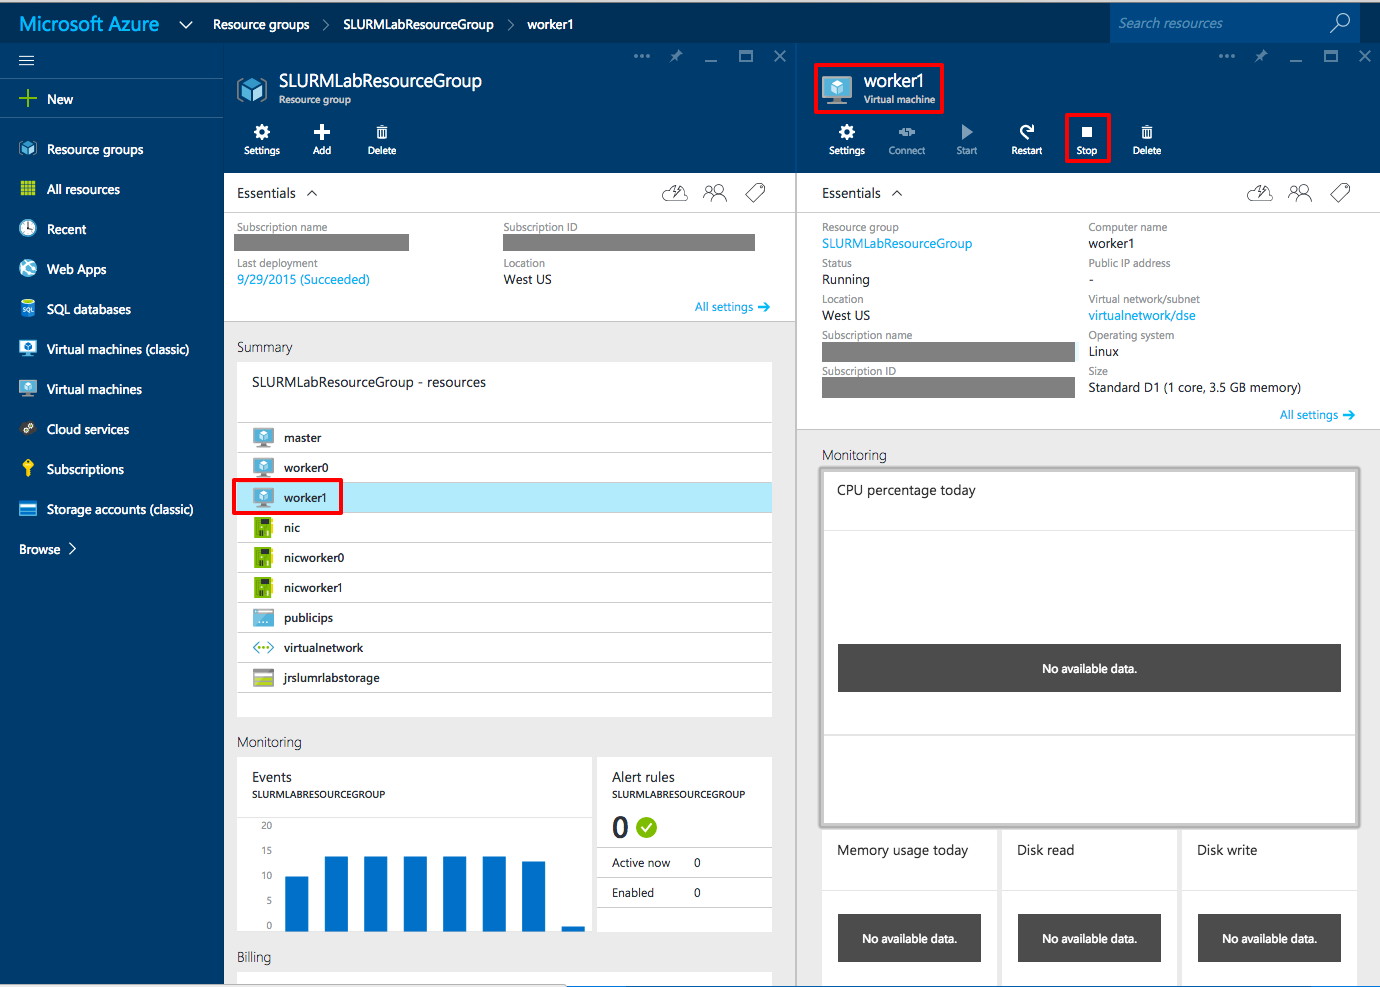 Microsoft Azure
Resource groups
SLURMLabResourceGroup
worker1
Search resources
New
Resource groups
All resources
Recent
Web Apps
SQL databases
Virtual machines (classic)
Virtual machines
Cloud services
Subscriptions
Storage accounts (classic)
Browse
SLURMLabResourceGroup
Resource group
Settings
Add
Delete
Essentials
Subscription name
Subscription ID
Last deployment
9/29/2015 (Succeeded)
Location
West US
All settings
Summary
SLURMLabResourceGroup - resources
master
worker0
worker1
nic
nicworker0
nicworker1
publicips
virtualnetwork
jrslumrlabstorage
Monitoring
Events
SLURMLABRESOURCEGROUP
20
15
10
5
0
Alert rules
SLURMLABRESOURCEGROUP
0
Active now 0
Enabled 0
Billing
worker1
Virtual machine
Settings
Connect
Start
Restart
Stop
Delete
Essentials
Resource group
SLURMLabResourceGroup
Status
Running
Location
West US
Subscription name
Subscription ID
Computer name
worker1
Public IP address
-
Virtual network/subnet
virtualnetwork/dse
Operating system
Linux
Size
Standard D1 (1 core, 3.5 GB memory)
All settings
Monitoring
CPU percentage today
No available data.
Memory usage today
No available data.
Disk read
No available data.
Disk write
No available data.